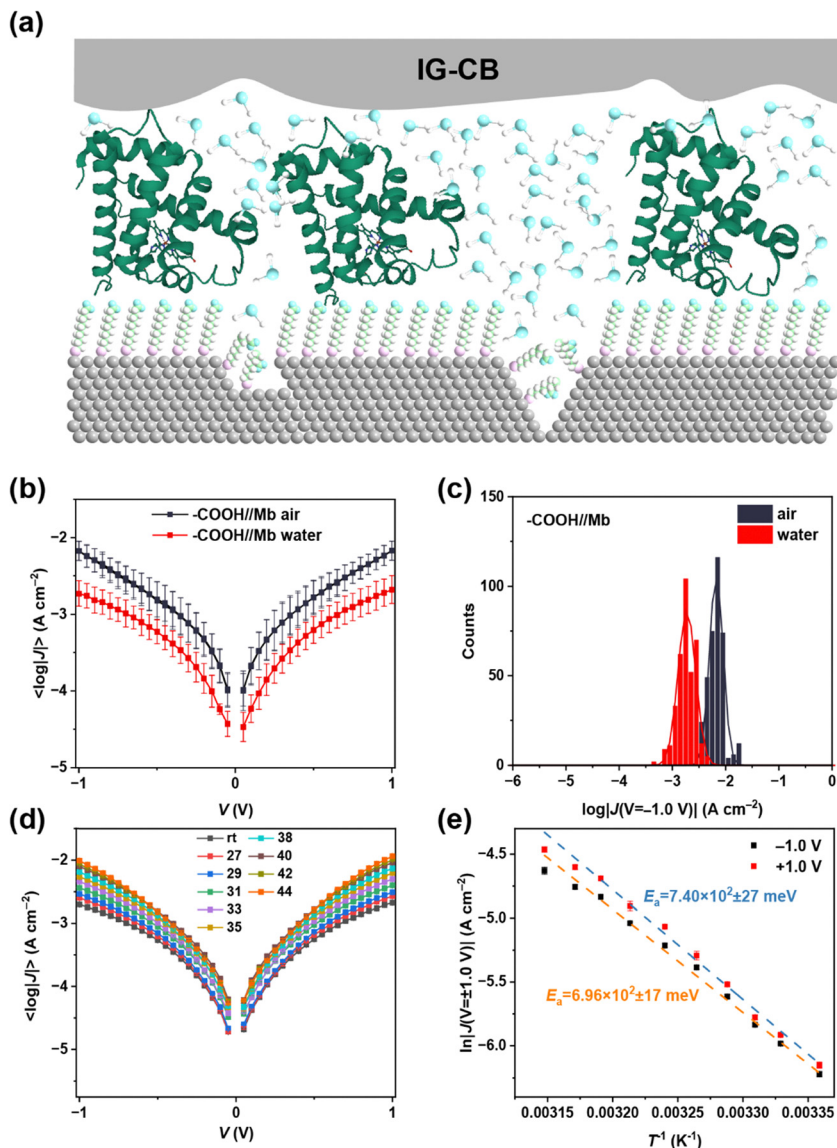 (a)
IG-CB
(b)
−2
−3
−4
−5
<log|J|> (A cm⁻²)
-COOH//Mb air
-COOH//Mb water
−1
0
1
V (V)
(c)
150
100
50
0
Counts
-COOH//Mb
air
water
−6
−5
−4
−3
−2
−1
0
log|J(V=−1.0 V)| (A cm⁻²)
(d)
−2
−3
−4
−5
<log|J|> (A cm⁻²)
rt
27
29
31
33
35
38
40
42
44
−1
0
1
V (V)
(e)
−4.5
−5.0
−5.5
−6.0
ln|J(V=±1.0 V)| (A cm⁻²)
−1.0 V
+1.0 V
Eₐ=7.40×10²±27 meV
Eₐ=6.96×10²±17 meV
0.00315
0.00320
0.00325
0.00330
0.00335
T⁻¹ (K⁻¹)